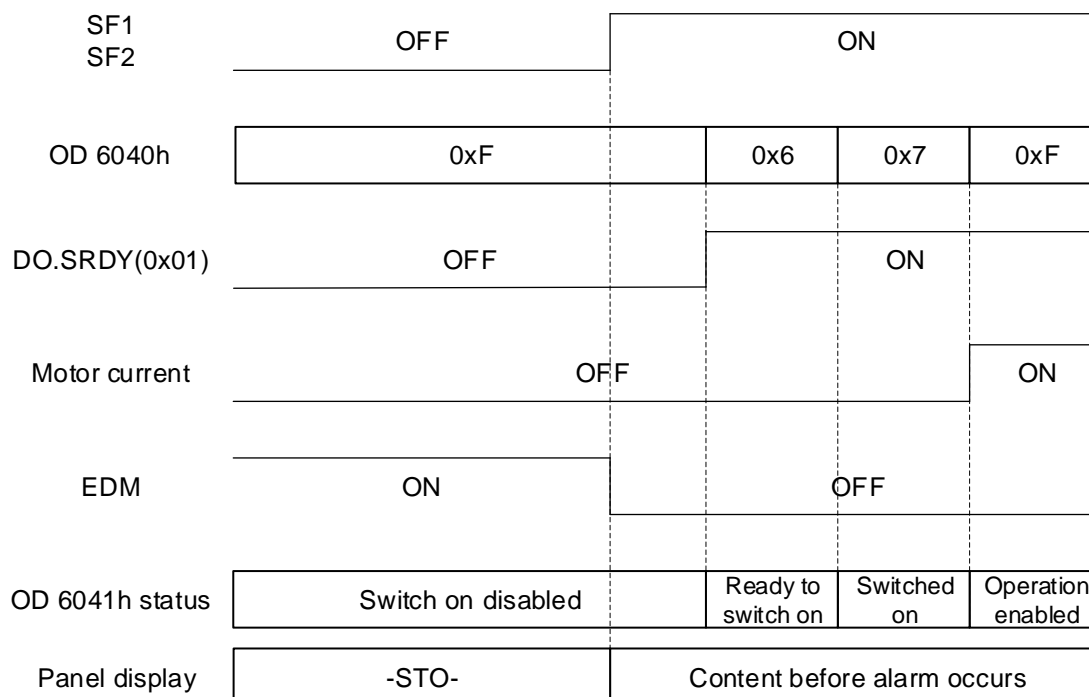 SF1
SF2
OFF
ON
OD 6040h
0xF
0x6
0x7
0xF
DO.SRDY(0x01)
OFF
ON
Motor current
OFF
ON
EDM
ON
OFF
OD 6041h status
Switch on disabled
Ready to
switch on
Switched
on
Operation
enabled
Panel display
-STO-
Content before alarm occurs